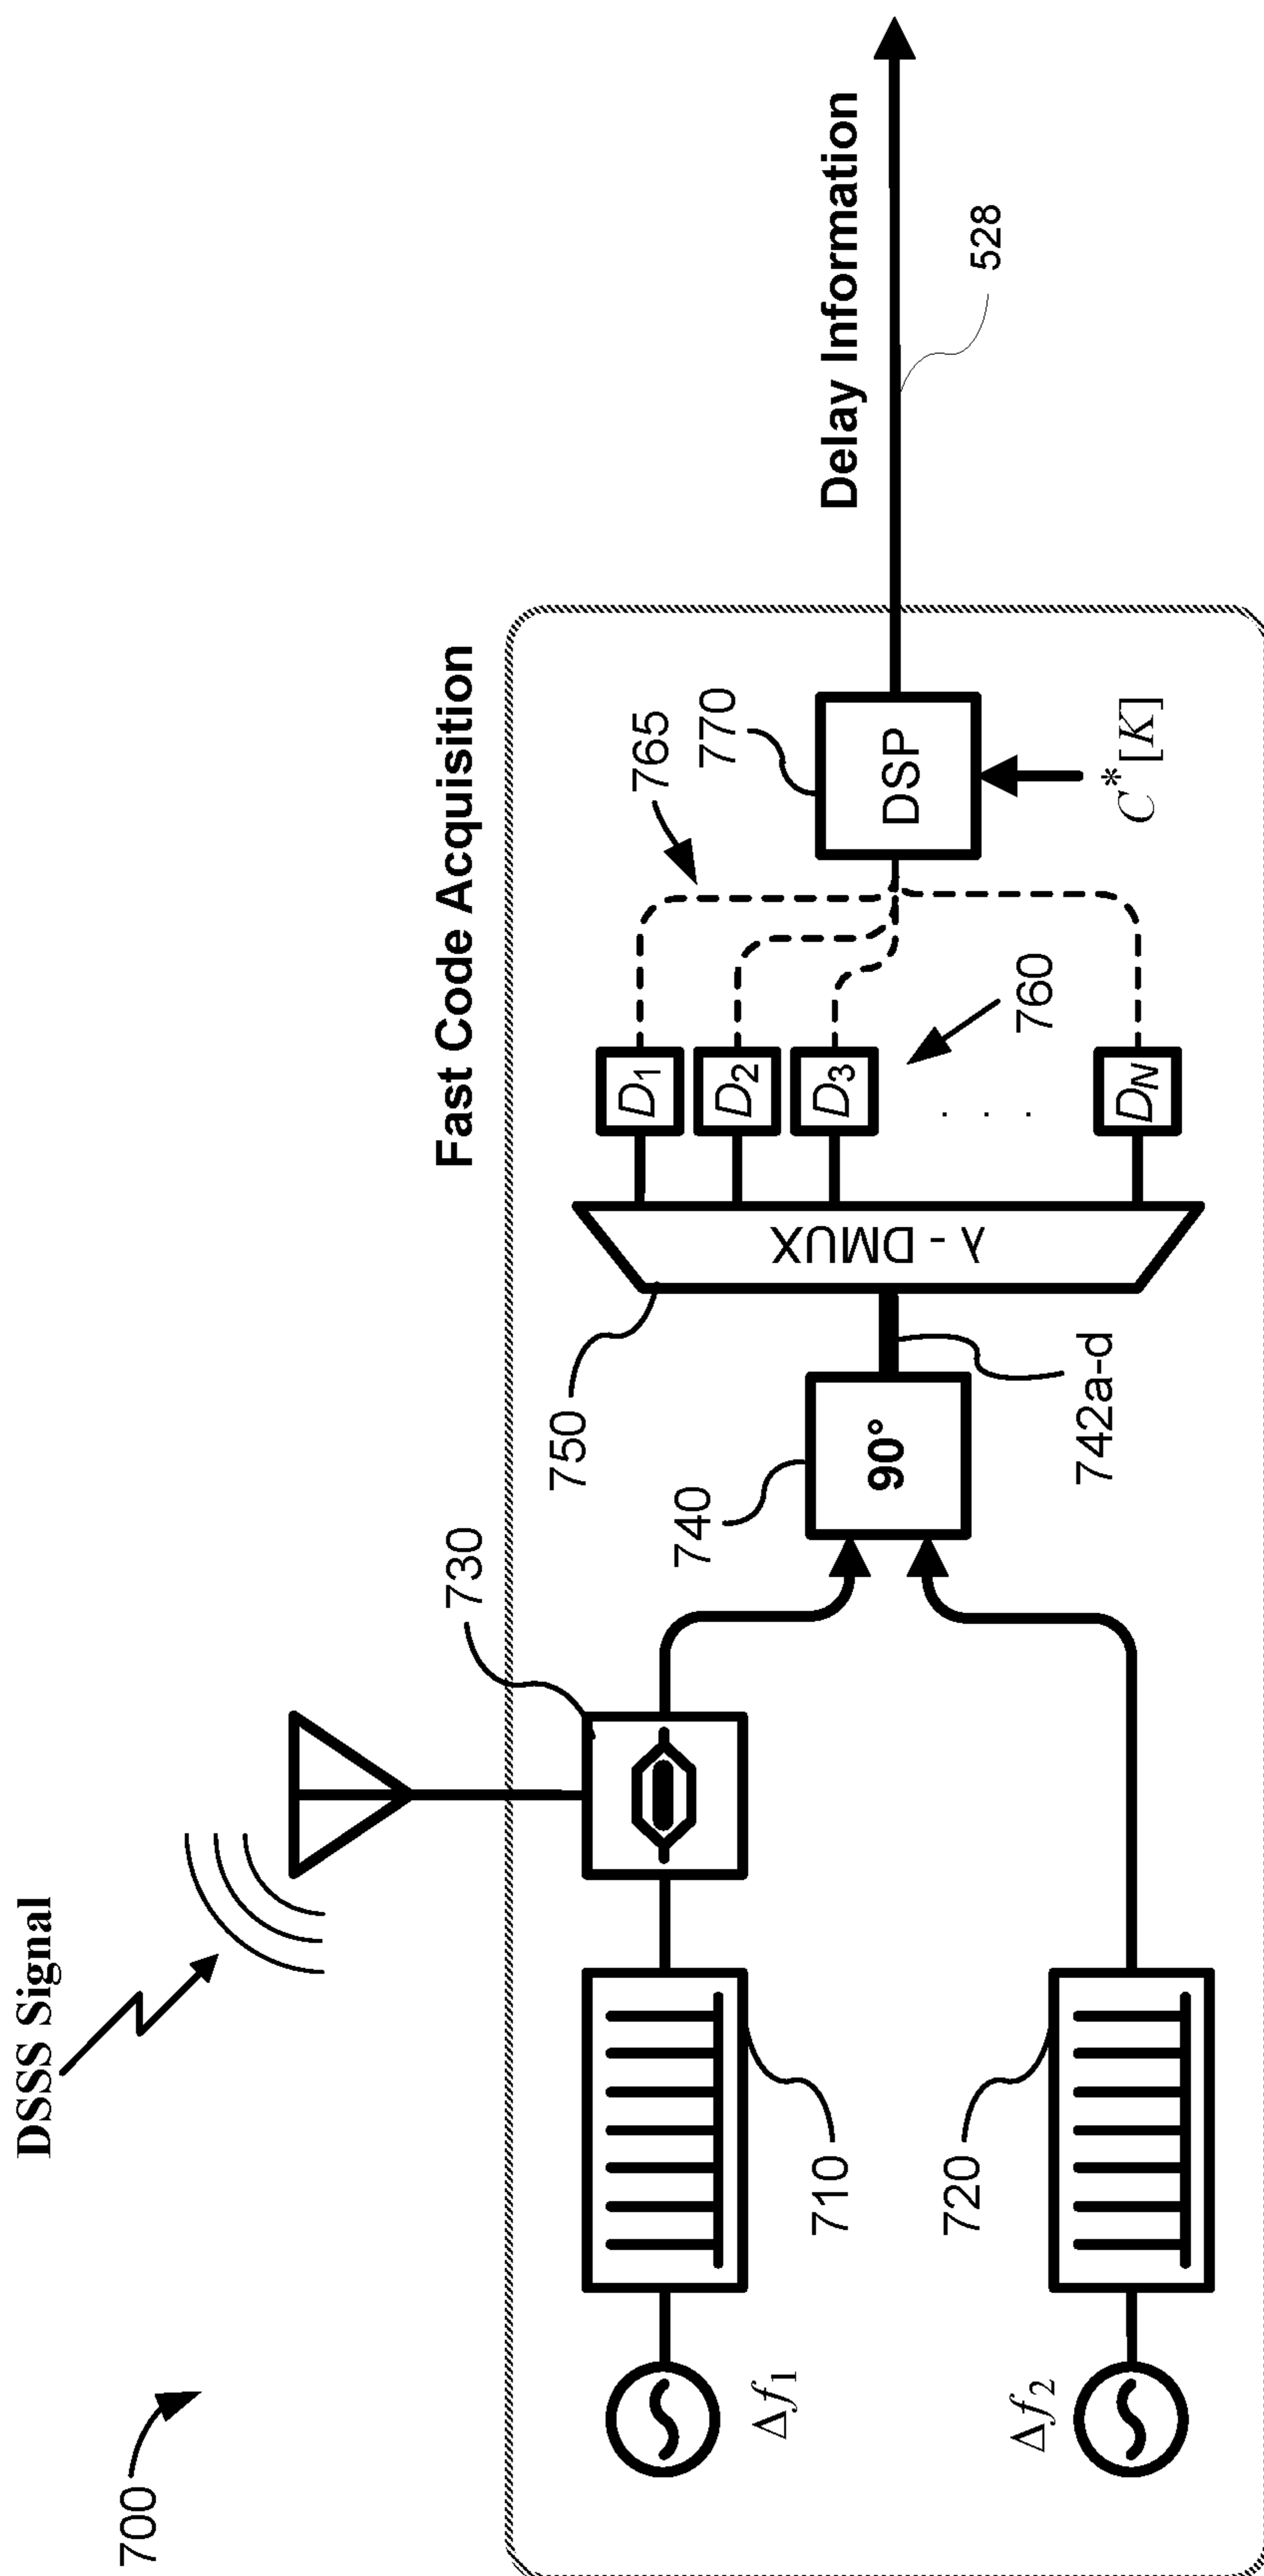 700
DSSS Signal
Fast Code Acquisition
730
Δf1
710
Δf2
720
740
90°
742a-d
750
λ - DMUX
D1
D2
D3
. . .
DN
760
765
770
DSP
C*[K]
Delay Information
528